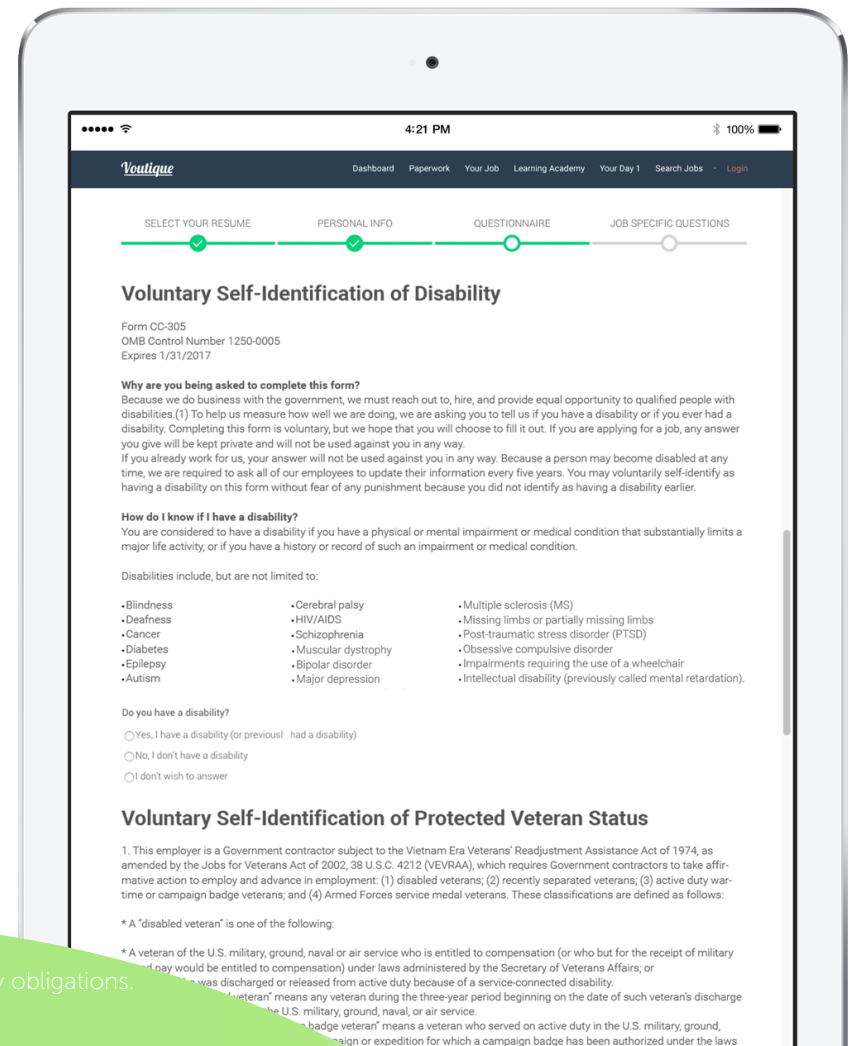 4:21 PM
100%
Voutique
Dashboard Paperwork Your Job Learning Academy Your Day 1 Search Jobs · Login
SELECT YOUR RESUME PERSONAL INFO QUESTIONNAIRE JOB SPECIFIC QUESTIONS
Voluntary Self-Identification of Disability
Form CC-305
OMB Control Number 1250-0005
Expires 1/31/2017
Why are you being asked to complete this form?
Because we do business with the government, we must reach out to, hire, and provide equal opportunity to qualified people with
disabilities.(1) To help us measure how well we are doing, we are asking you to tell us if you have a disability or if you ever had a
disability. Completing this form is voluntary, but we hope that you will choose to fill it out. If you are applying for a job, any answer
you give will be kept private and will not be used against you in any way.
If you already work for us, your answer will not be used against you in any way. Because a person may become disabled at any
time, we are required to ask all of our employees to update their information every five years. You may voluntarily self-identify as
having a disability on this form without fear of any punishment because you did not identify as having a disability earlier.
How do I know if I have a disability?
You are considered to have a disability if you have a physical or mental impairment or medical condition that substantially limits a
major life activity, or if you have a history or record of such an impairment or medical condition.
Disabilities include, but are not limited to:
•Blindness
•Deafness
•Cancer
•Diabetes
•Epilepsy
•Autism
•Cerebral palsy
•HIV/AIDS
•Schizophrenia
•Muscular dystrophy
•Bipolar disorder
•Major depression
•Multiple sclerosis (MS)
•Missing limbs or partially missing limbs
•Post-traumatic stress disorder (PTSD)
•Obsessive compulsive disorder
•Impairments requiring the use of a wheelchair
•Intellectual disability (previously called mental retardation).
Do you have a disability?
Yes, I have a disability (or previousl had a disability)
No, I don't have a disability
I don't wish to answer
Voluntary Self-Identification of Protected Veteran Status
1. This employer is a Government contractor subject to the Vietnam Era Veterans' Readjustment Assistance Act of 1974, as
amended by the Jobs for Veterans Act of 2002, 38 U.S.C. 4212 (VEVRAA), which requires Government contractors to take affir-
mative action to employ and advance in employment: (1) disabled veterans; (2) recently separated veterans; (3) active duty war-
time or campaign badge veterans; and (4) Armed Forces service medal veterans. These classifications are defined as follows:
* A "disabled veteran" is one of the following:
* A veteran of the U.S. military, ground, naval or air service who is entitled to compensation (or who but for the receipt of military
pay would be entitled to compensation) under laws administered by the Secretary of Veterans Affairs; or
was discharged or released from active duty because of a service-connected disability.
veteran" means any veteran during the three-year period beginning on the date of such veteran's discharge
U.S. military, ground, naval, or air service.
badge veteran" means a veteran who served on active duty in the U.S. military, ground,
or expedition for which a campaign badge has been authorized under the laws
obligations.